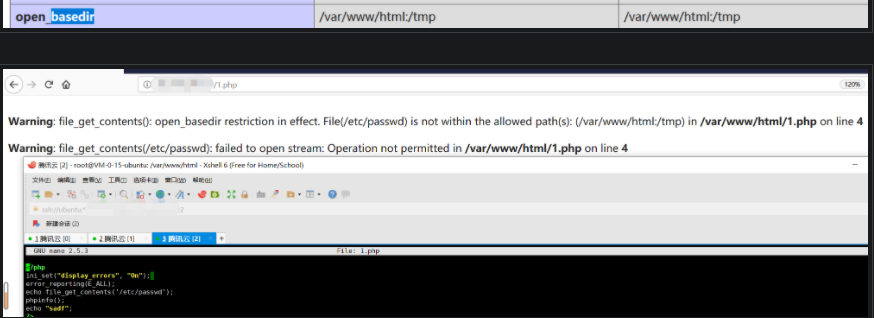 open_basedir /var/www/html:/tmp /var/www/html:/tmp
/1.php 120%
Warning: file_get_contents(): open_basedir restriction in effect. File(/etc/passwd) is not within the allowed path(s): (/var/www/html:/tmp) in /var/www/html/1.php on line 4
Warning: file_get_contents(/etc/passwd): failed to open stream: Operation not permitted in /var/www/html/1.php on line 4
腾讯云 [2] - root@VM-0-15-ubuntu: /var/www/html - Xshell 6 (Free for Home/School)
文件(F) 编辑(E) 查看(V) 工具(T) 选项卡(B) 窗口(W) 帮助(H)
新建会话 (2)
1 腾讯云 [0] 2 腾讯云 [1] 3 腾讯云 [2] +
GNU nano 2.5.3 File: 1.php
<?php
ini_set("display_errors", "On");
error_reporting(E_ALL);
echo file_get_contents('/etc/passwd');
phpinfo();
echo "sadf";
?>